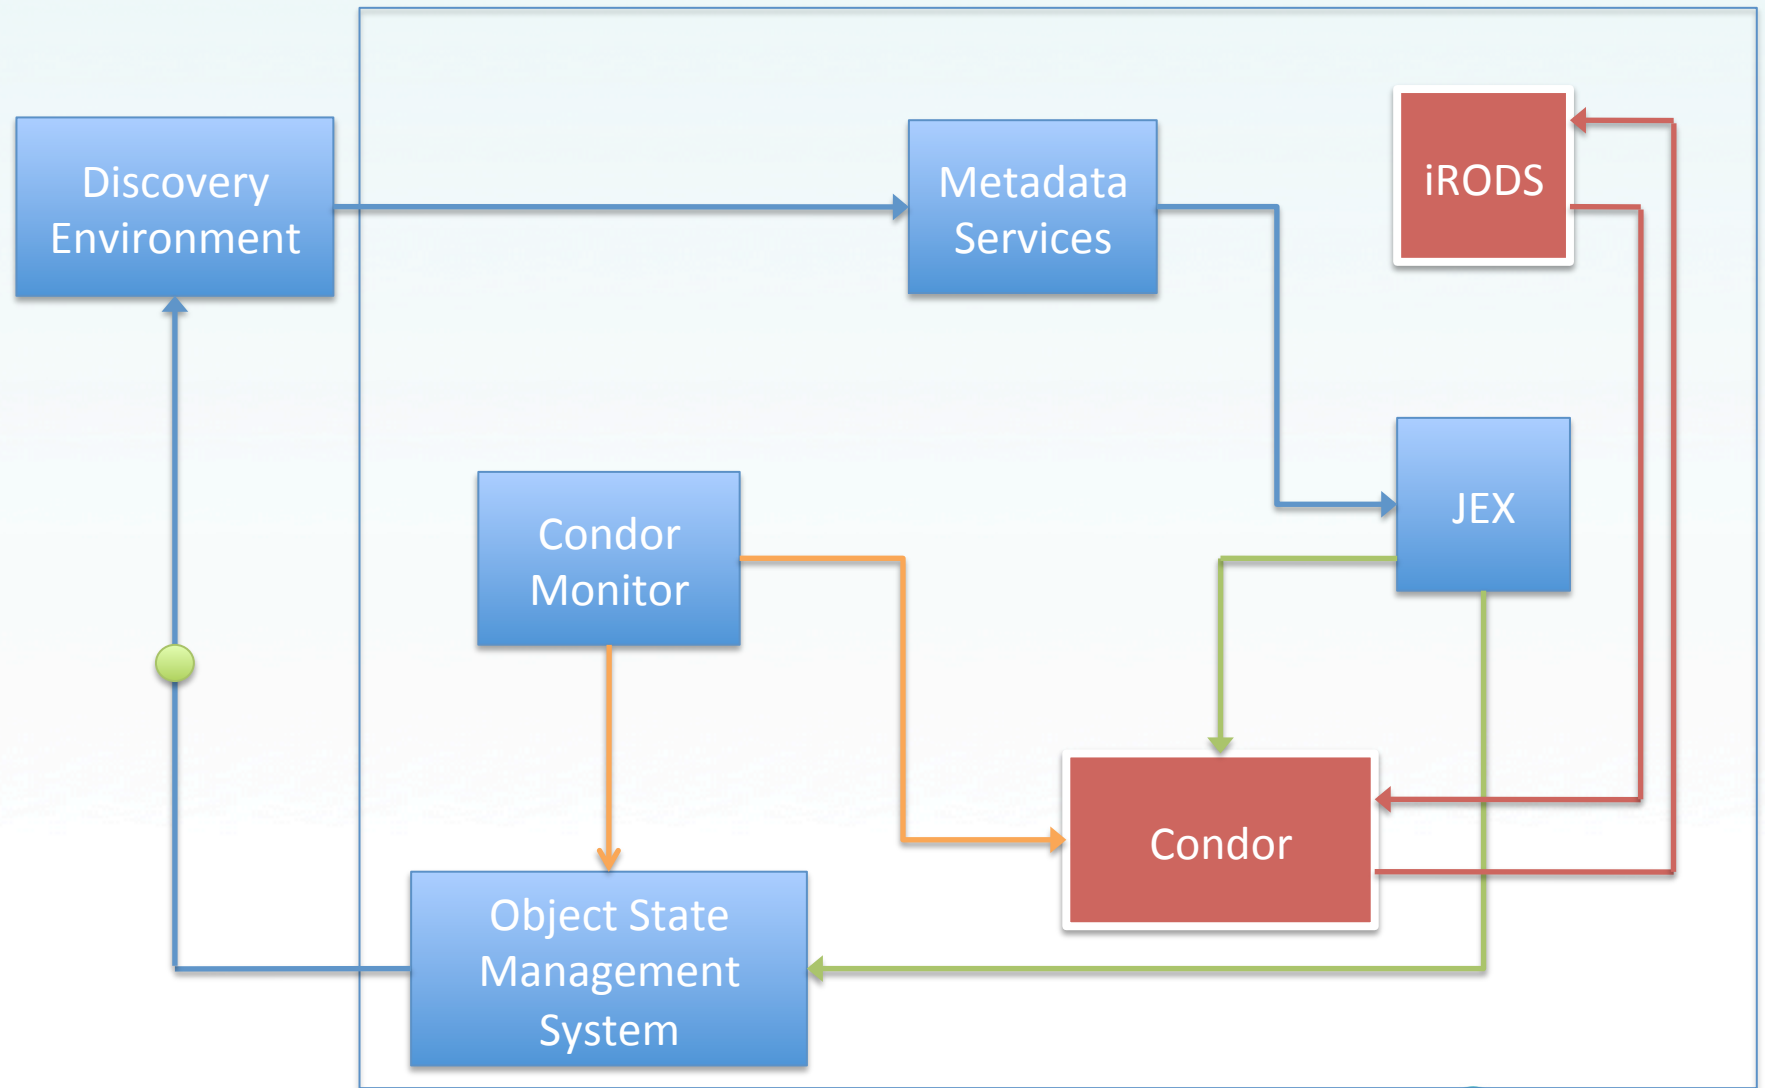 Discovery
Environment
Metadata
Services
iRODS
JEX
Condor
Monitor
Condor
Object State
Management
System